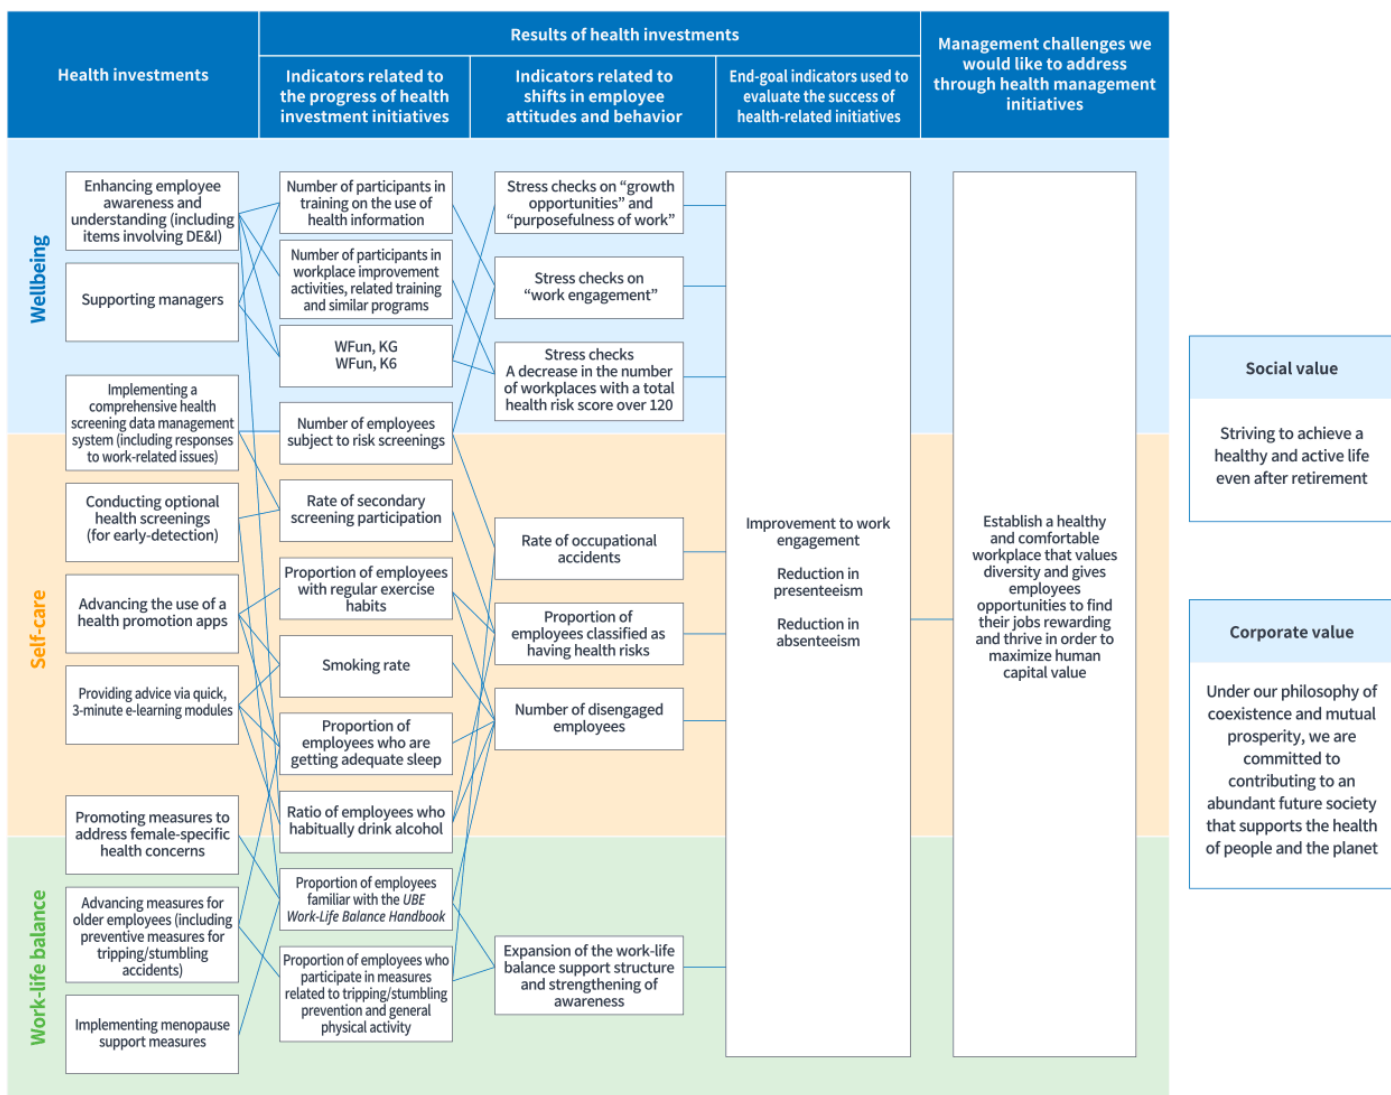 Health investments
Results of health investments
Indicators related to
the progress of health
investment initiatives
Indicators related to
shifts in employee
attitudes and behavior
End-goal indicators used to
evaluate the success of
health-related initiatives
Management challenges we
would like to address
through health management
initiatives
Wellbeing
Enhancing employee
awareness and
understanding (including
items involving DE&I)
Supporting managers
Implementing a
comprehensive health
screening data management
system (including responses
to work-related issues)
Self-care
Conducting optional
health screenings
(for early-detection)
Advancing the use of a
health promotion apps
Providing advice via quick,
3-minute e-learning modules
Promoting measures to
address female-specific
health concerns
Work-life balance
Advancing measures for
older employees (including
preventive measures for
tripping/stumbling
accidents)
Implementing menopause
support measures
Number of participants in
training on the use of
health information
Number of participants in
workplace improvement
activities, related training
and similar programs
WFun, KG
WFun, K6
Number of employees
subject to risk screenings
Rate of secondary
screening participation
Proportion of employees
with regular exercise
habits
Smoking rate
Proportion of
employees who are
getting adequate sleep
Ratio of employees who
habitually drink alcohol
Proportion of employees
familiar with the UBE
Work-Life Balance Handbook
Proportion of employees who
participate in measures
related to tripping/stumbling
prevention and general
physical activity
Stress checks on “growth
opportunities” and
“purposefulness of work”
Stress checks on
“work engagement”
Stress checks
A decrease in the number
of workplaces with a total
health risk score over 120
Rate of occupational
accidents
Proportion of
employees classified as
having health risks
Number of disengaged
employees
Expansion of the work-life
balance support structure
and strengthening of
awareness
Improvement to work
engagement
Reduction in
presenteeism
Reduction in
absenteeism
Establish a healthy
and comfortable
workplace that values
diversity and gives
employees
opportunities to find
their jobs rewarding
and thrive in order to
maximize human
capital value
Social value
Striving to achieve a
healthy and active life
even after retirement
Corporate value
Under our philosophy of
coexistence and mutual
prosperity, we are
committed to
contributing to an
abundant future society
that supports the health
of people and the planet